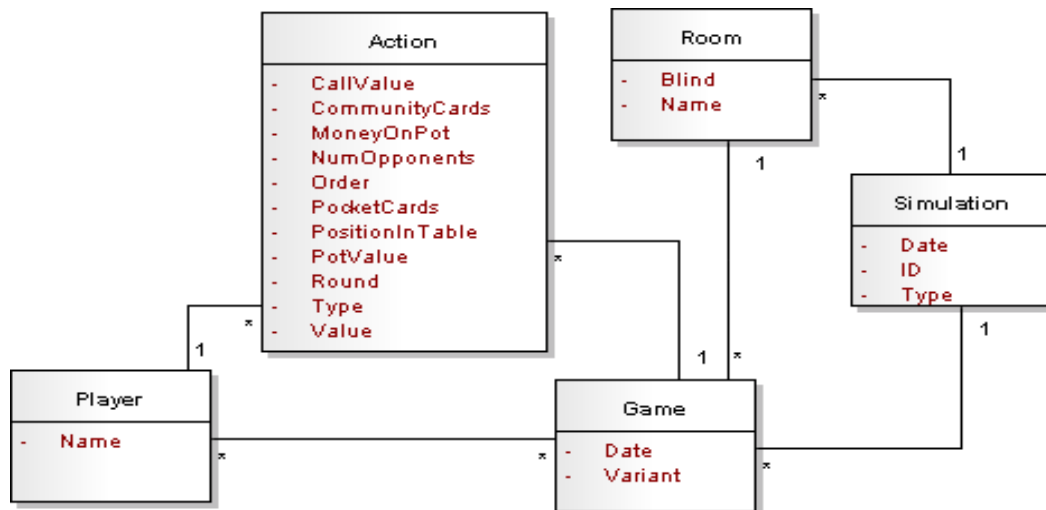 Action
- CallValue
- CommunityCards
- MoneyOnPot
- NumOpponents
- Order
- PocketCards
- PositionInTable
- PotValue
- Round
- Type
- Value
Room
- Blind
- Name
*
1
1
Simulation
- Date
- ID
- Type
*
*
1
1
*
1
Player
- Name
Game
- Date
- Variant
*
*
*